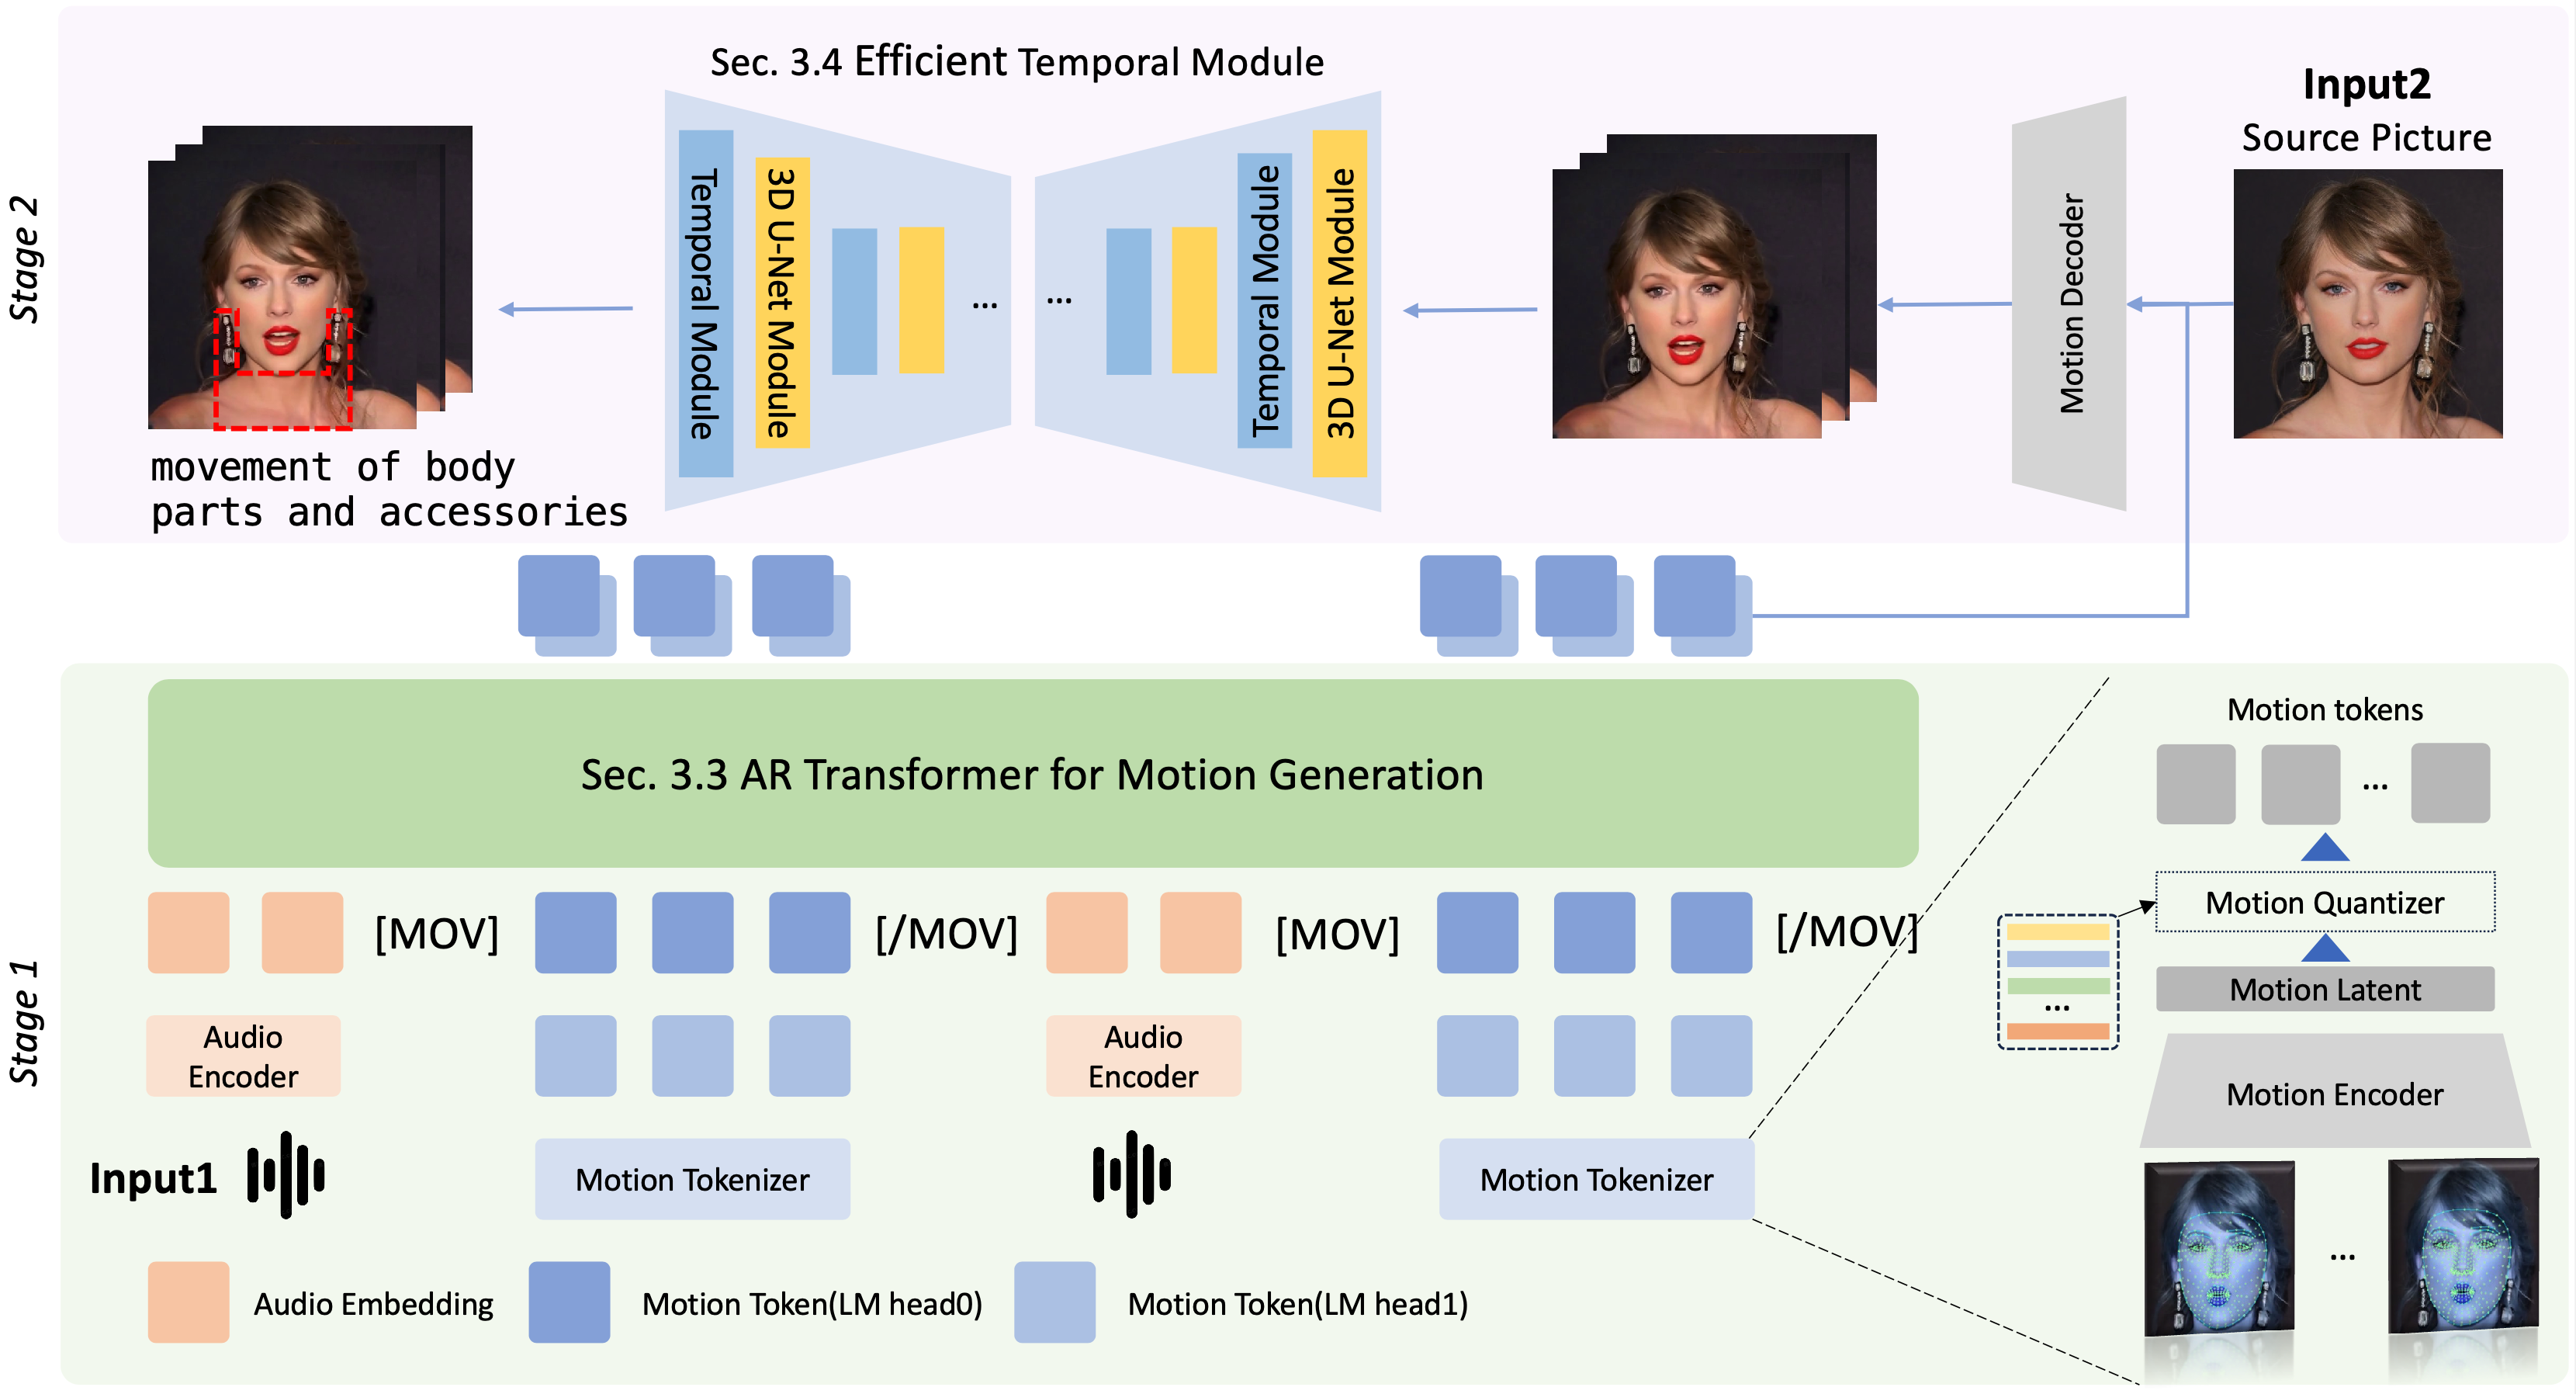 Stage 2
Sec. 3.4 Efficient Temporal Module
Input2
Source Picture
Temporal Module
3D U-Net Module
...
...
Temporal Module
3D U-Net Module
Motion Decoder
movement of body
parts and accessories
Stage 1
Sec. 3.3 AR Transformer for Motion Generation
[MOV]
[/MOV]
[MOV]
[/MOV]
Audio
Encoder
Audio
Encoder
Input1
Motion Tokenizer
Motion Tokenizer
Audio Embedding
Motion Token(LM head0)
Motion Token(LM head1)
Motion tokens
...
Motion Quantizer
Motion Latent
...
Motion Encoder
...